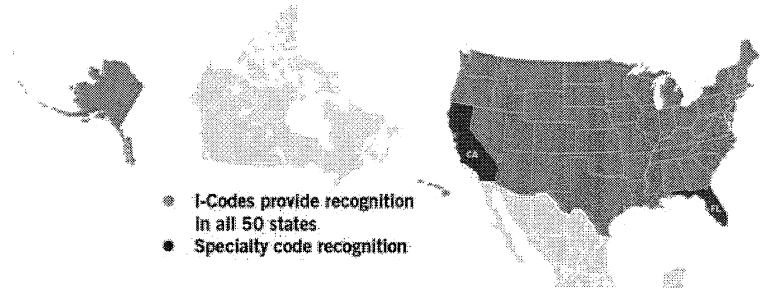 CA
FL
I-Codes provide recognition
in all 50 states
Specialty code recognition